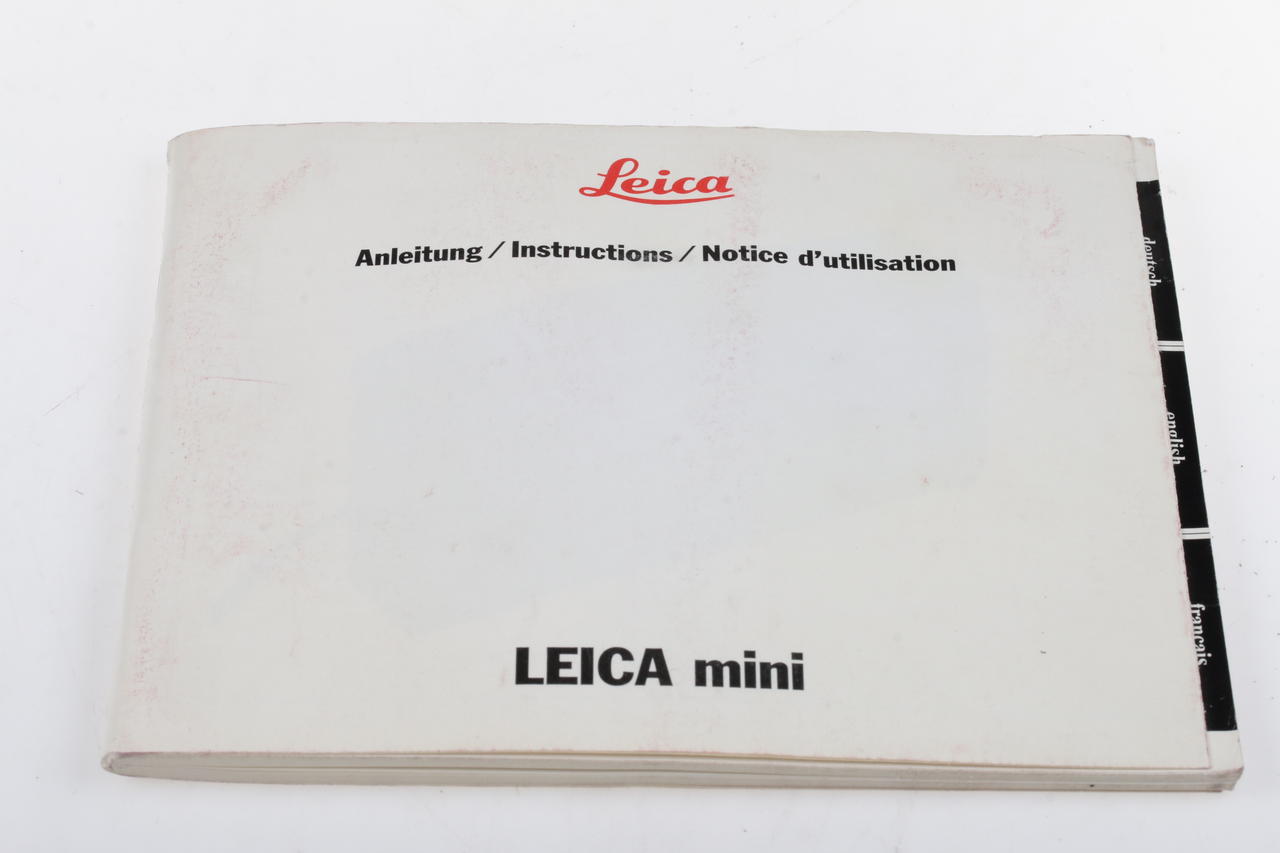 Leica
Anleitung / Instructions / Notice d'utilisation
LEICA mini
deutsch
english
français